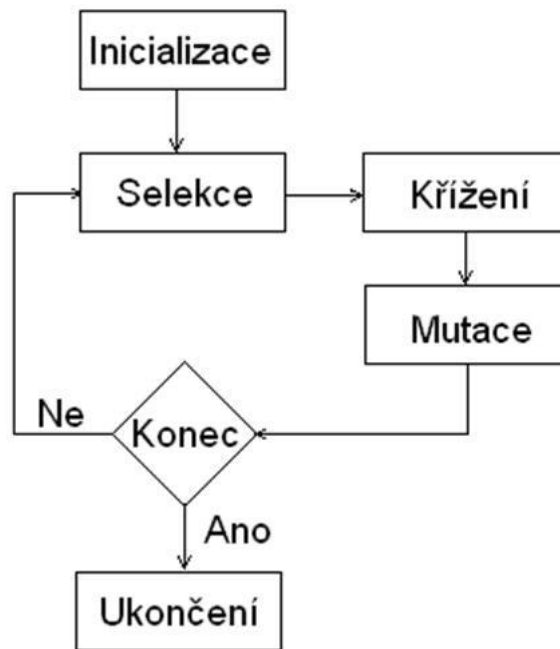 Inicializace
Selekce
Křížení
Mutace
Ne
Konec
Ano
Ukončení